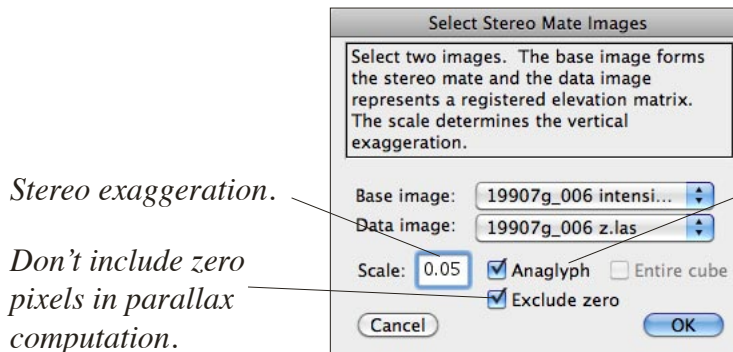 Select Stereo Mate Images
Select two images. The base image forms
the stereo mate and the data image
represents a registered elevation matrix.
The scale determines the vertical
exaggeration.
Stereo exaggeration.
Base image: 19907g_006 intensi...
Data image: 19907g_006 z.las
Don't include zero
pixels in parallax
computation.
Scale: 0.05 Anaglyph Entire cube
Exclude zero
Cancel OK